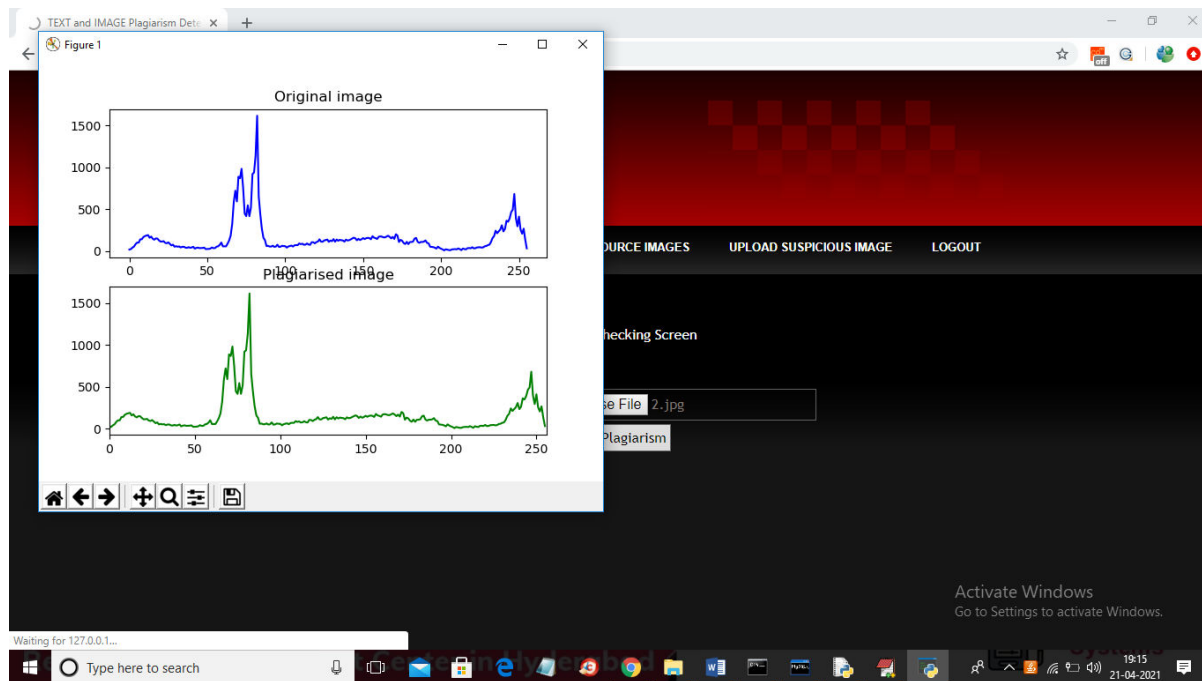 TEXT and IMAGE Plagiarism Dete
Figure 1
off
Original image
1500
1000
500
0
0 50 100 150 200 250
Plagiarised image
1500
1000
500
0
0 50 100 150 200 250
OURCE IMAGES UPLOAD SUSPICIOUS IMAGE LOGOUT
hecking Screen
se File 2.jpg
Plagiarism
Activate Windows
Go to Settings to activate Windows.
Waiting for 127.0.0.1...
Systems
Type here to search
19:15
21-04-2021